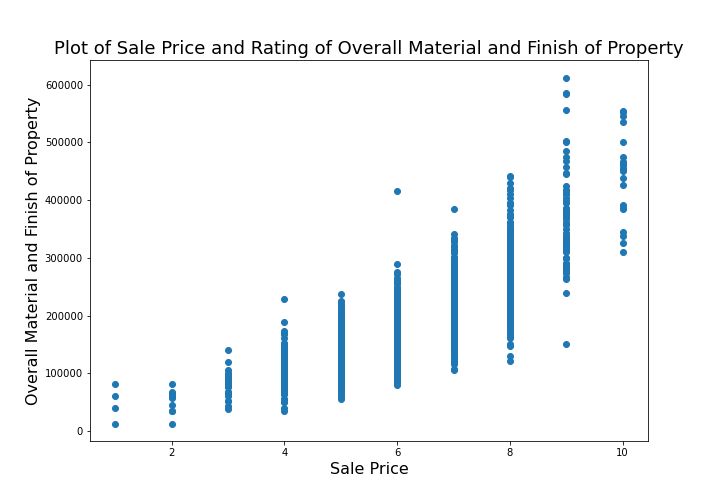 Plot of Sale Price and Rating of Overall Material and Finish of Property
Overall Material and Finish of Property
600000
500000
400000
300000
200000
100000
0
2 4 6 8 10
Sale Price